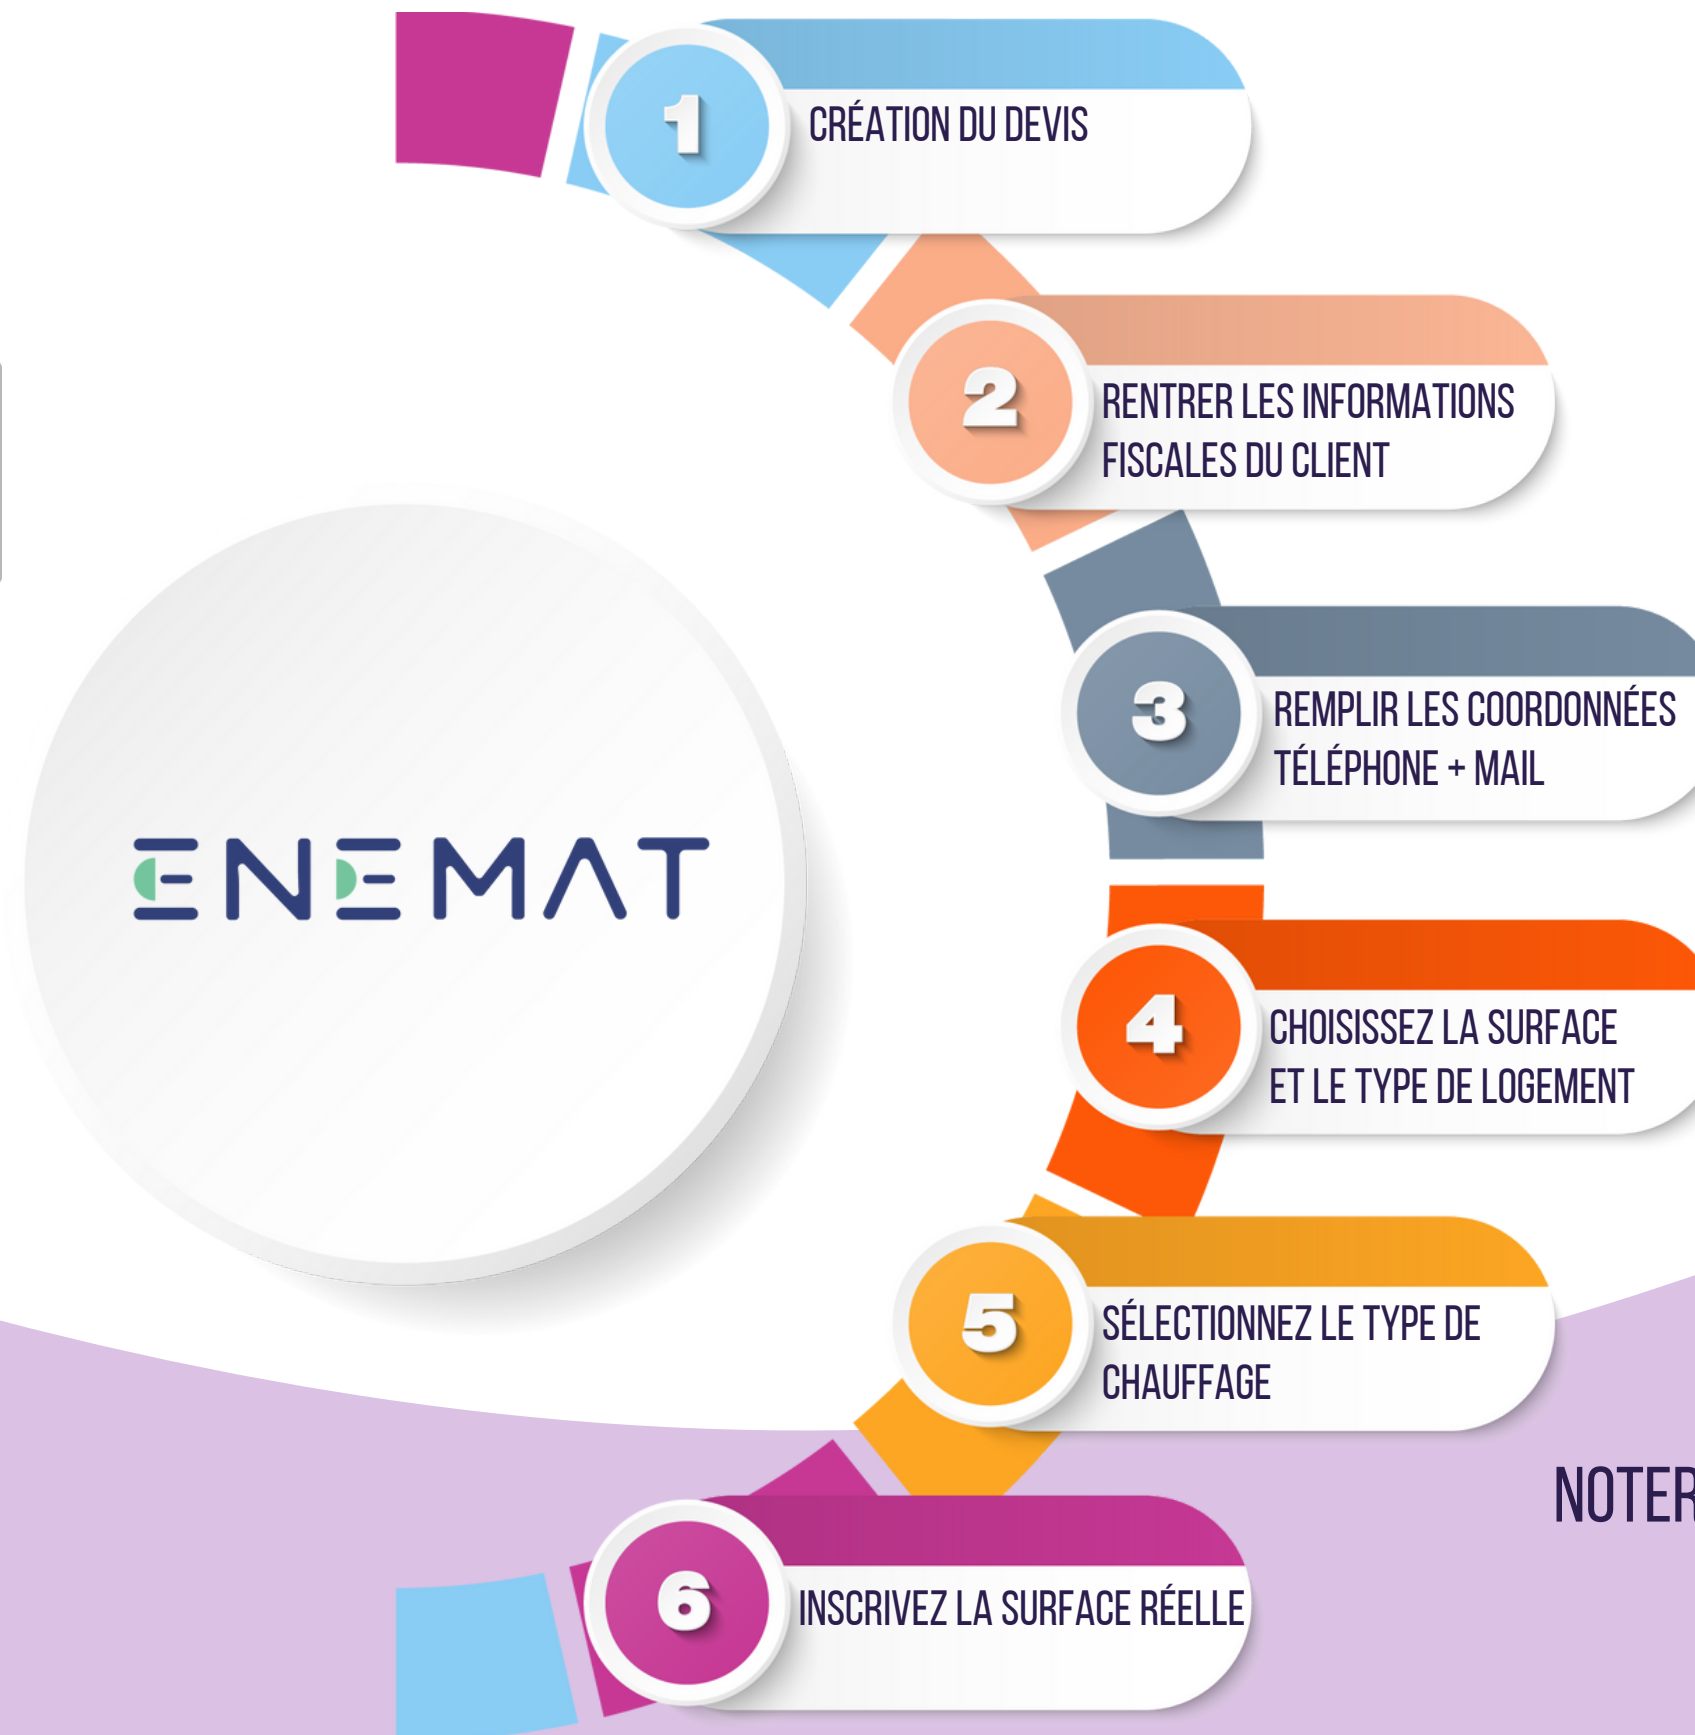 1
CRÉATION DU DEVIS
2
RENTRER LES INFORMATIONS
FISCALES DU CLIENT
3
REMPLIR LES COORDONNÉES
TÉLÉPHONE + MAIL
ENEMAT
4
CHOISISSEZ LA SURFACE
ET LE TYPE DE LOGEMENT
5
SÉLECTIONNEZ LE TYPE DE
CHAUFFAGE
NOTER
6
INSCRIVEZ LA SURFACE RÉELLE